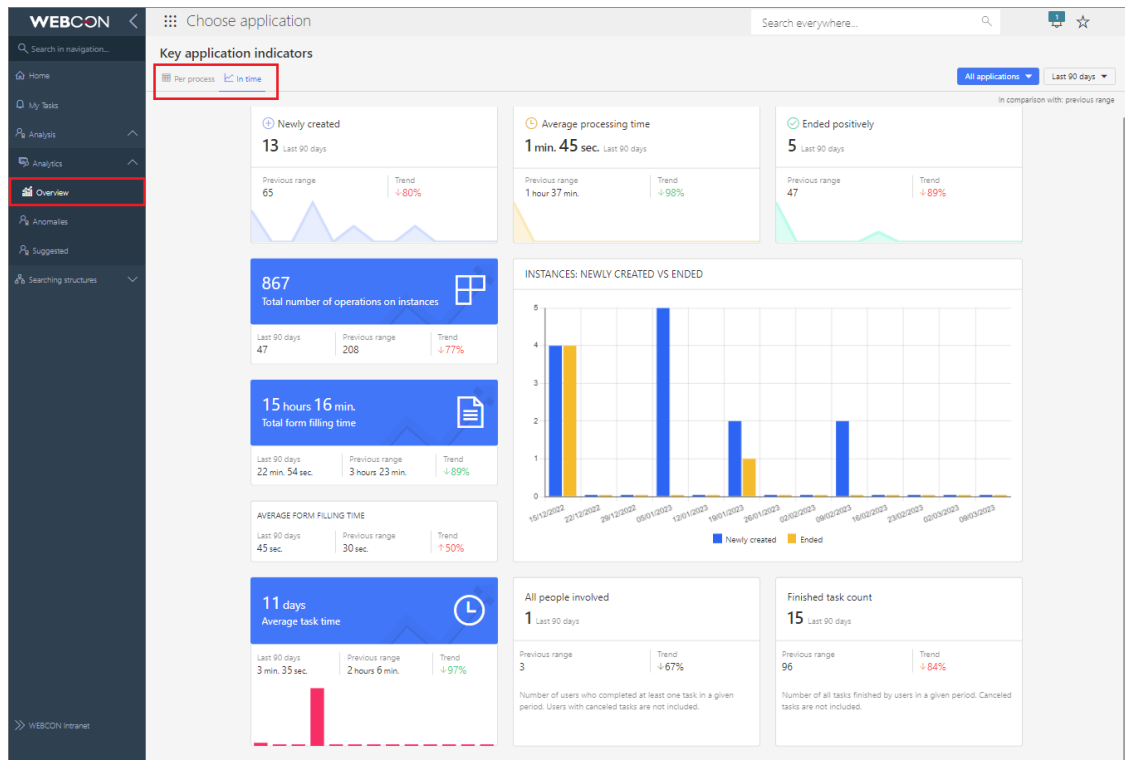 WEBCON
Choose application
Search everywhere...
1
Search in navigation...
Home
My Tasks
Analysis
Analytics
Overview
Anomalies
Suggested
Searching structures
WEBCON Intranet
Key application indicators
Per process In time
All applications Last 90 days
In comparison with: previous range
Newly created
13 Last 90 days
Previous range Trend
65 ↓80%
Average processing time
1 min. 45 sec. Last 90 days
Previous range Trend
1 hour 37 min. ↓98%
Ended positively
5 Last 90 days
Previous range Trend
47 ↓89%
867
Total number of operations on instances
Last 90 days Previous range Trend
47 208 ↓77%
15 hours 16 min.
Total form filling time
Last 90 days Previous range Trend
22 min. 54 sec. 3 hours 23 min. ↓89%
AVERAGE FORM FILLING TIME
Last 90 days Previous range Trend
45 sec. 30 sec. ↑50%
INSTANCES: NEWLY CREATED VS ENDED
5
4
3
2
1
0
15/12/2022 22/12/2022 29/12/2022 05/01/2023 12/01/2023 19/01/2023 26/01/2023 02/02/2023 09/02/2023 16/02/2023 23/02/2023 02/03/2023 09/03/2023
Newly created Ended
11 days
Average task time
Last 90 days Previous range Trend
3 min. 35 sec. 2 hours 6 min. ↓97%
All people involved
1 Last 90 days
Previous range Trend
3 ↓67%
Number of users who completed at least one task in a given
period. Users with canceled tasks are not included.
Finished task count
15 Last 90 days
Previous range Trend
96 ↓84%
Number of all tasks finished by users in a given period. Canceled
tasks are not included.